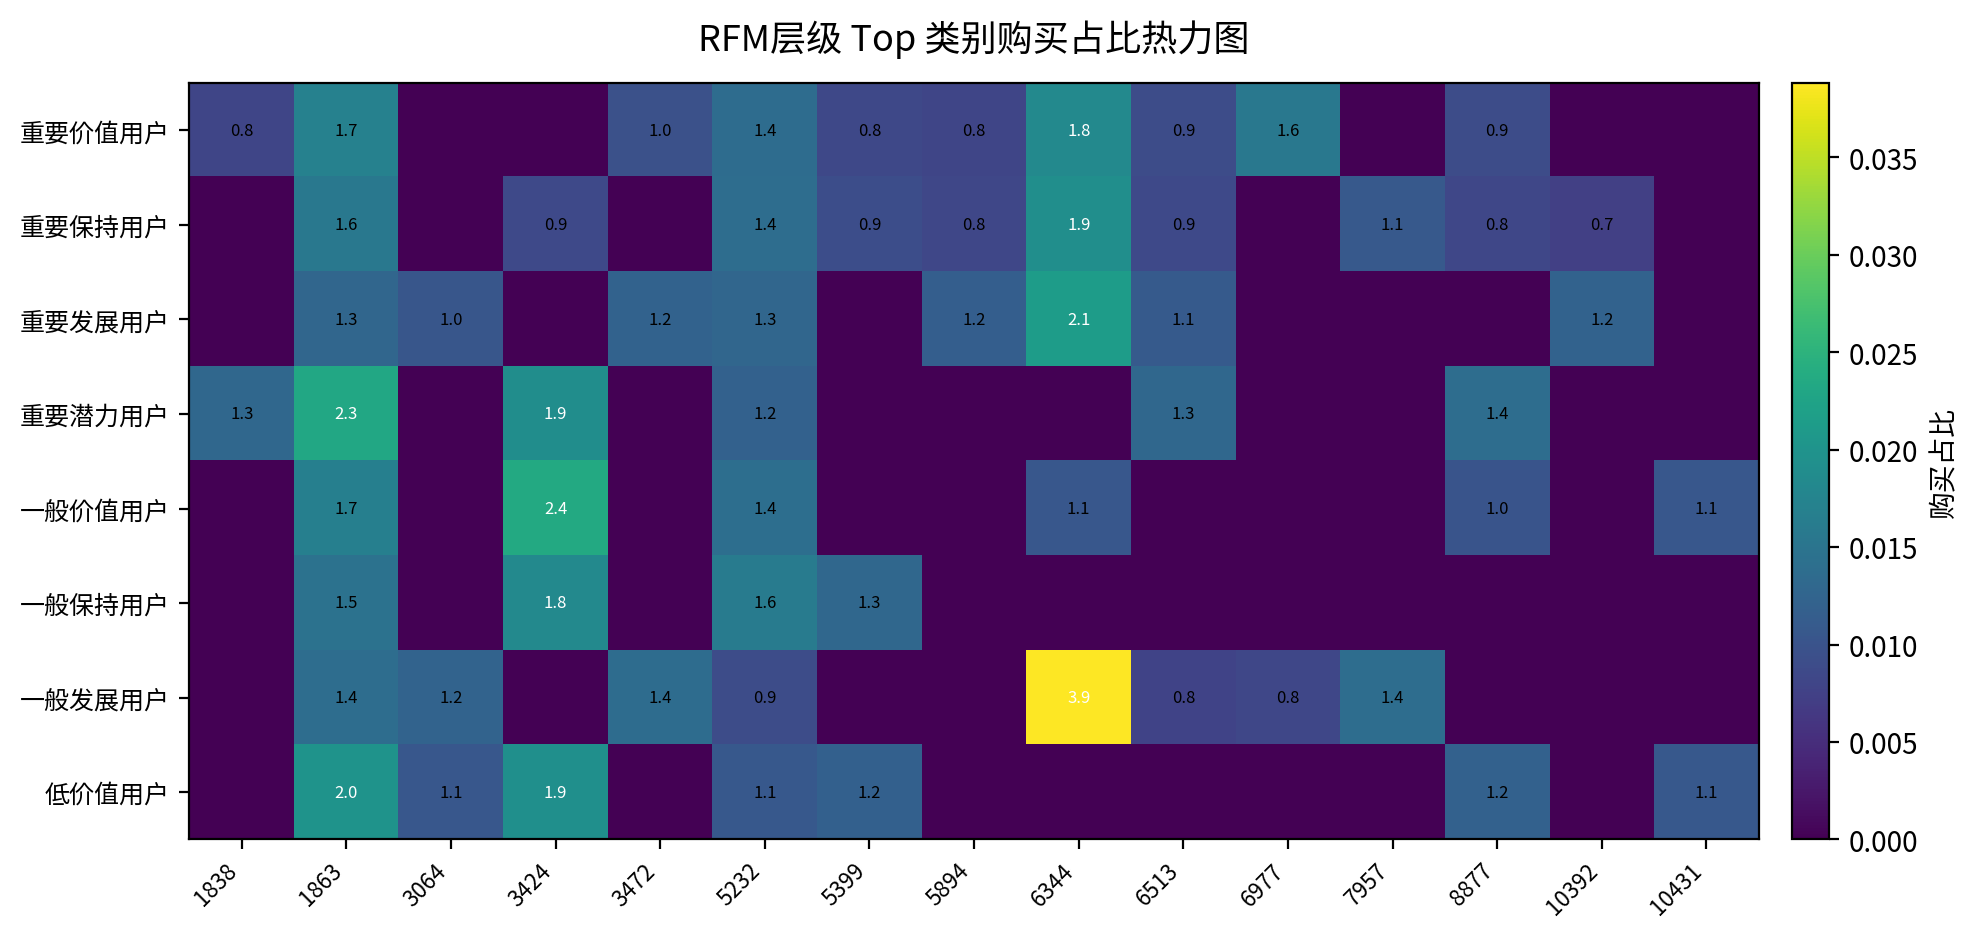 RFM层级 Top 类别购买占比热力图
重要价值用户 0.8 1.7 1.0 1.4 0.8 0.8 1.8 0.9 1.6 0.9
重要保持用户 1.6 0.9 1.4 0.9 0.8 1.9 0.9 1.1 0.8 0.7
重要发展用户 1.3 1.0 1.2 1.3 1.2 2.1 1.1 1.2
重要潜力用户 1.3 2.3 1.9 1.2 1.3 1.4
一般价值用户 1.7 2.4 1.4 1.1 1.0 1.1
一般保持用户 1.5 1.8 1.6 1.3
一般发展用户 1.4 1.2 1.4 0.9 3.9 0.8 0.8 1.4
低价值用户 2.0 1.1 1.9 1.1 1.2 1.2 1.1
1838 1863 3064 3424 3472 5232 5399 5894 6344 6513 6977 7957 8877 10392 10431
0.035
0.030
0.025
0.020
0.015
0.010
0.005
0.000
购买占比